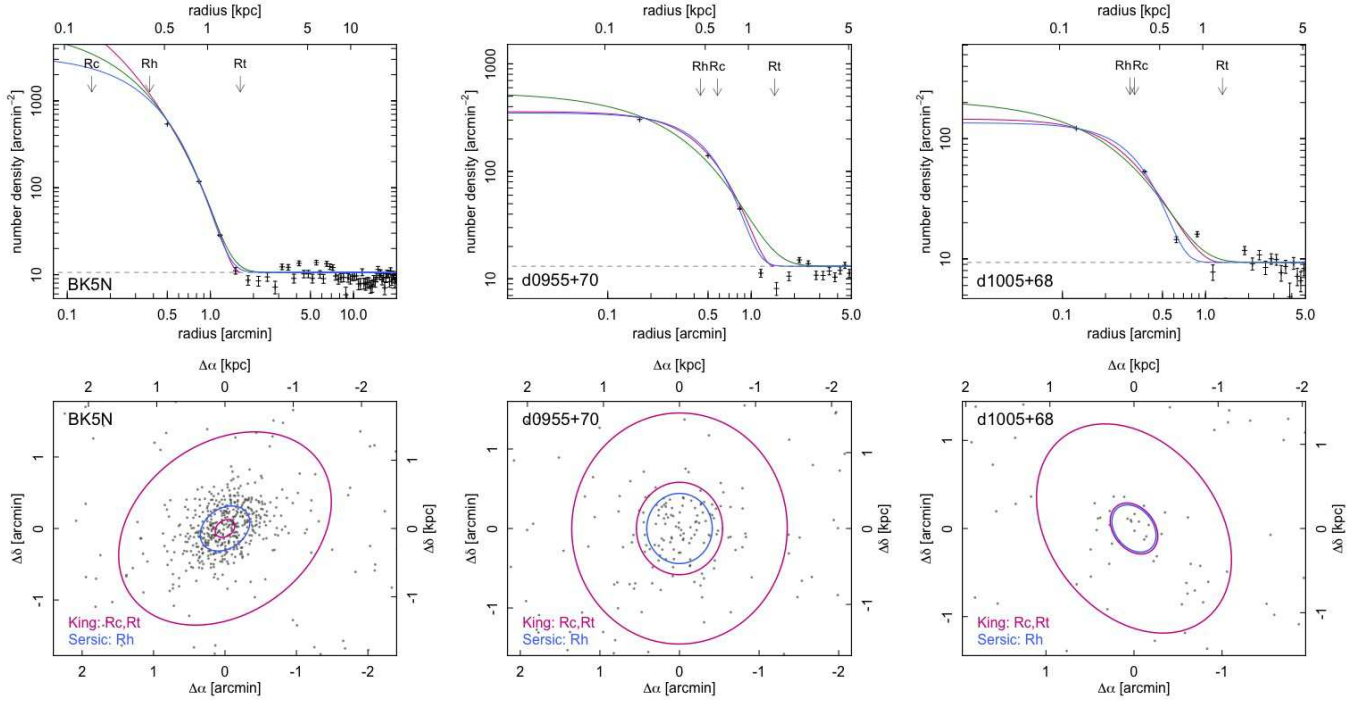 radius [kpc]
0.1 0.5 1 5 10
number density [arcmin⁻²]
1000
100
10
Rc Rh Rt
BK5N
0.1 0.5 1.0 5.0 10.0
radius [arcmin]
radius [kpc]
0.1 0.5 1 5
number density [arcmin⁻²]
1000
100
10
RhRc Rt
d0955+70
0.1 0.5 1.0 5.0
radius [arcmin]
radius [kpc]
0.1 0.5 1 5
number density [arcmin⁻²]
100
10
RhRc Rt
d1005+68
0.1 0.5 1.0 5.0
radius [arcmin]
Δα [kpc]
2 1 0 -1 -2
Δδ [arcmin]
1
0
-1
BK5N
King: Rc,Rt
Sersic: Rh
1
0
-1
Δδ [kpc]
2 1 0 -1 -2
Δα [arcmin]
Δα [kpc]
2 1 0 -1 -2
Δδ [arcmin]
1
0
-1
d0955+70
King: Rc,Rt
Sersic: Rh
1
0
-1
Δδ [kpc]
2 1 0 -1 -2
Δα [arcmin]
Δα [kpc]
2 1 0 -1 -2
Δδ [arcmin]
1
0
-1
d1005+68
King: Rc,Rt
Sersic: Rh
1
0
-1
Δδ [kpc]
1 0 -1
Δα [arcmin]